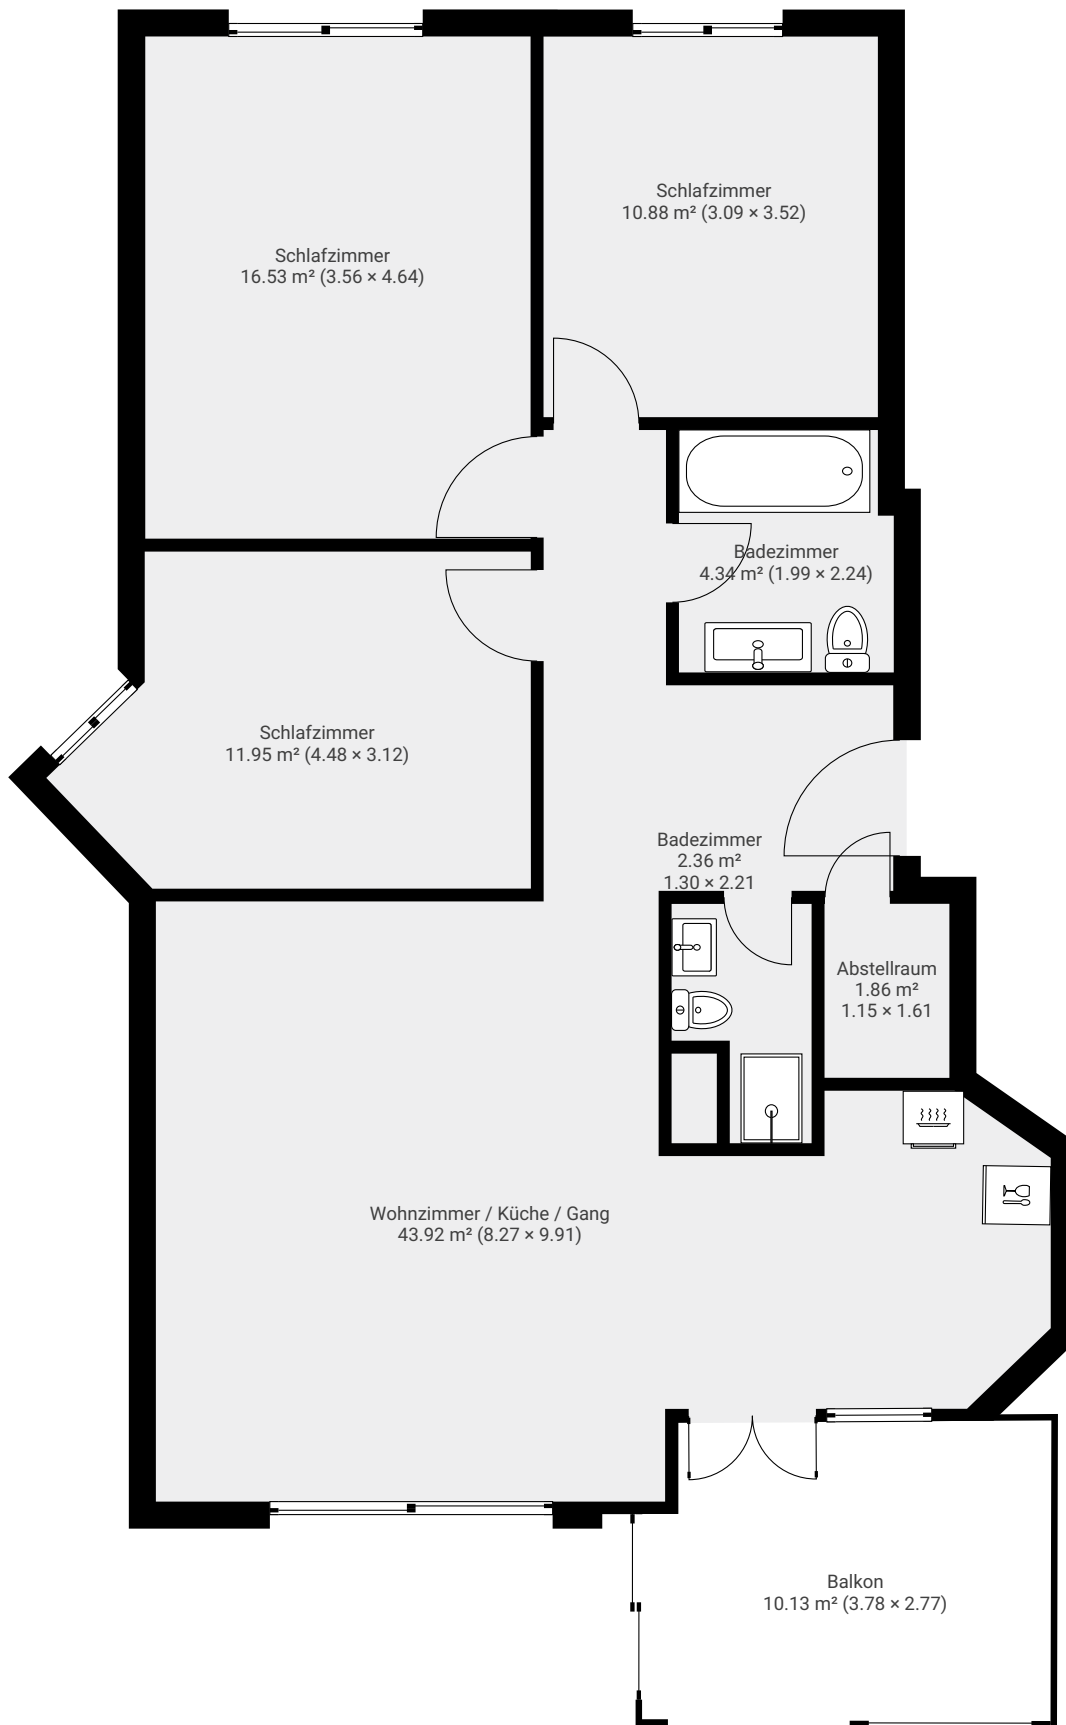 Schlafzimmer
10.88 m² (3.09 × 3.52)
Schlafzimmer
16.53 m² (3.56 × 4.64)
Badezimmer
4.34 m² (1.99 × 2.24)
Schlafzimmer
11.95 m² (4.48 × 3.12)
Badezimmer
2.36 m²
1.30 × 2.21
Abstellraum
1.86 m²
1.15 × 1.61
Wohnzimmer / Küche / Gang
43.92 m² (8.27 × 9.91)
Balkon
10.13 m² (3.78 × 2.77)